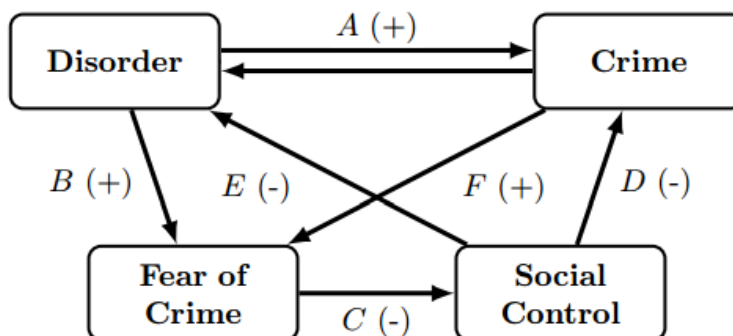 A (+)
Disorder
Crime
B (+)
E (-)
F (+)
D (-)
Fear of
Crime
C (-)
Social
Control